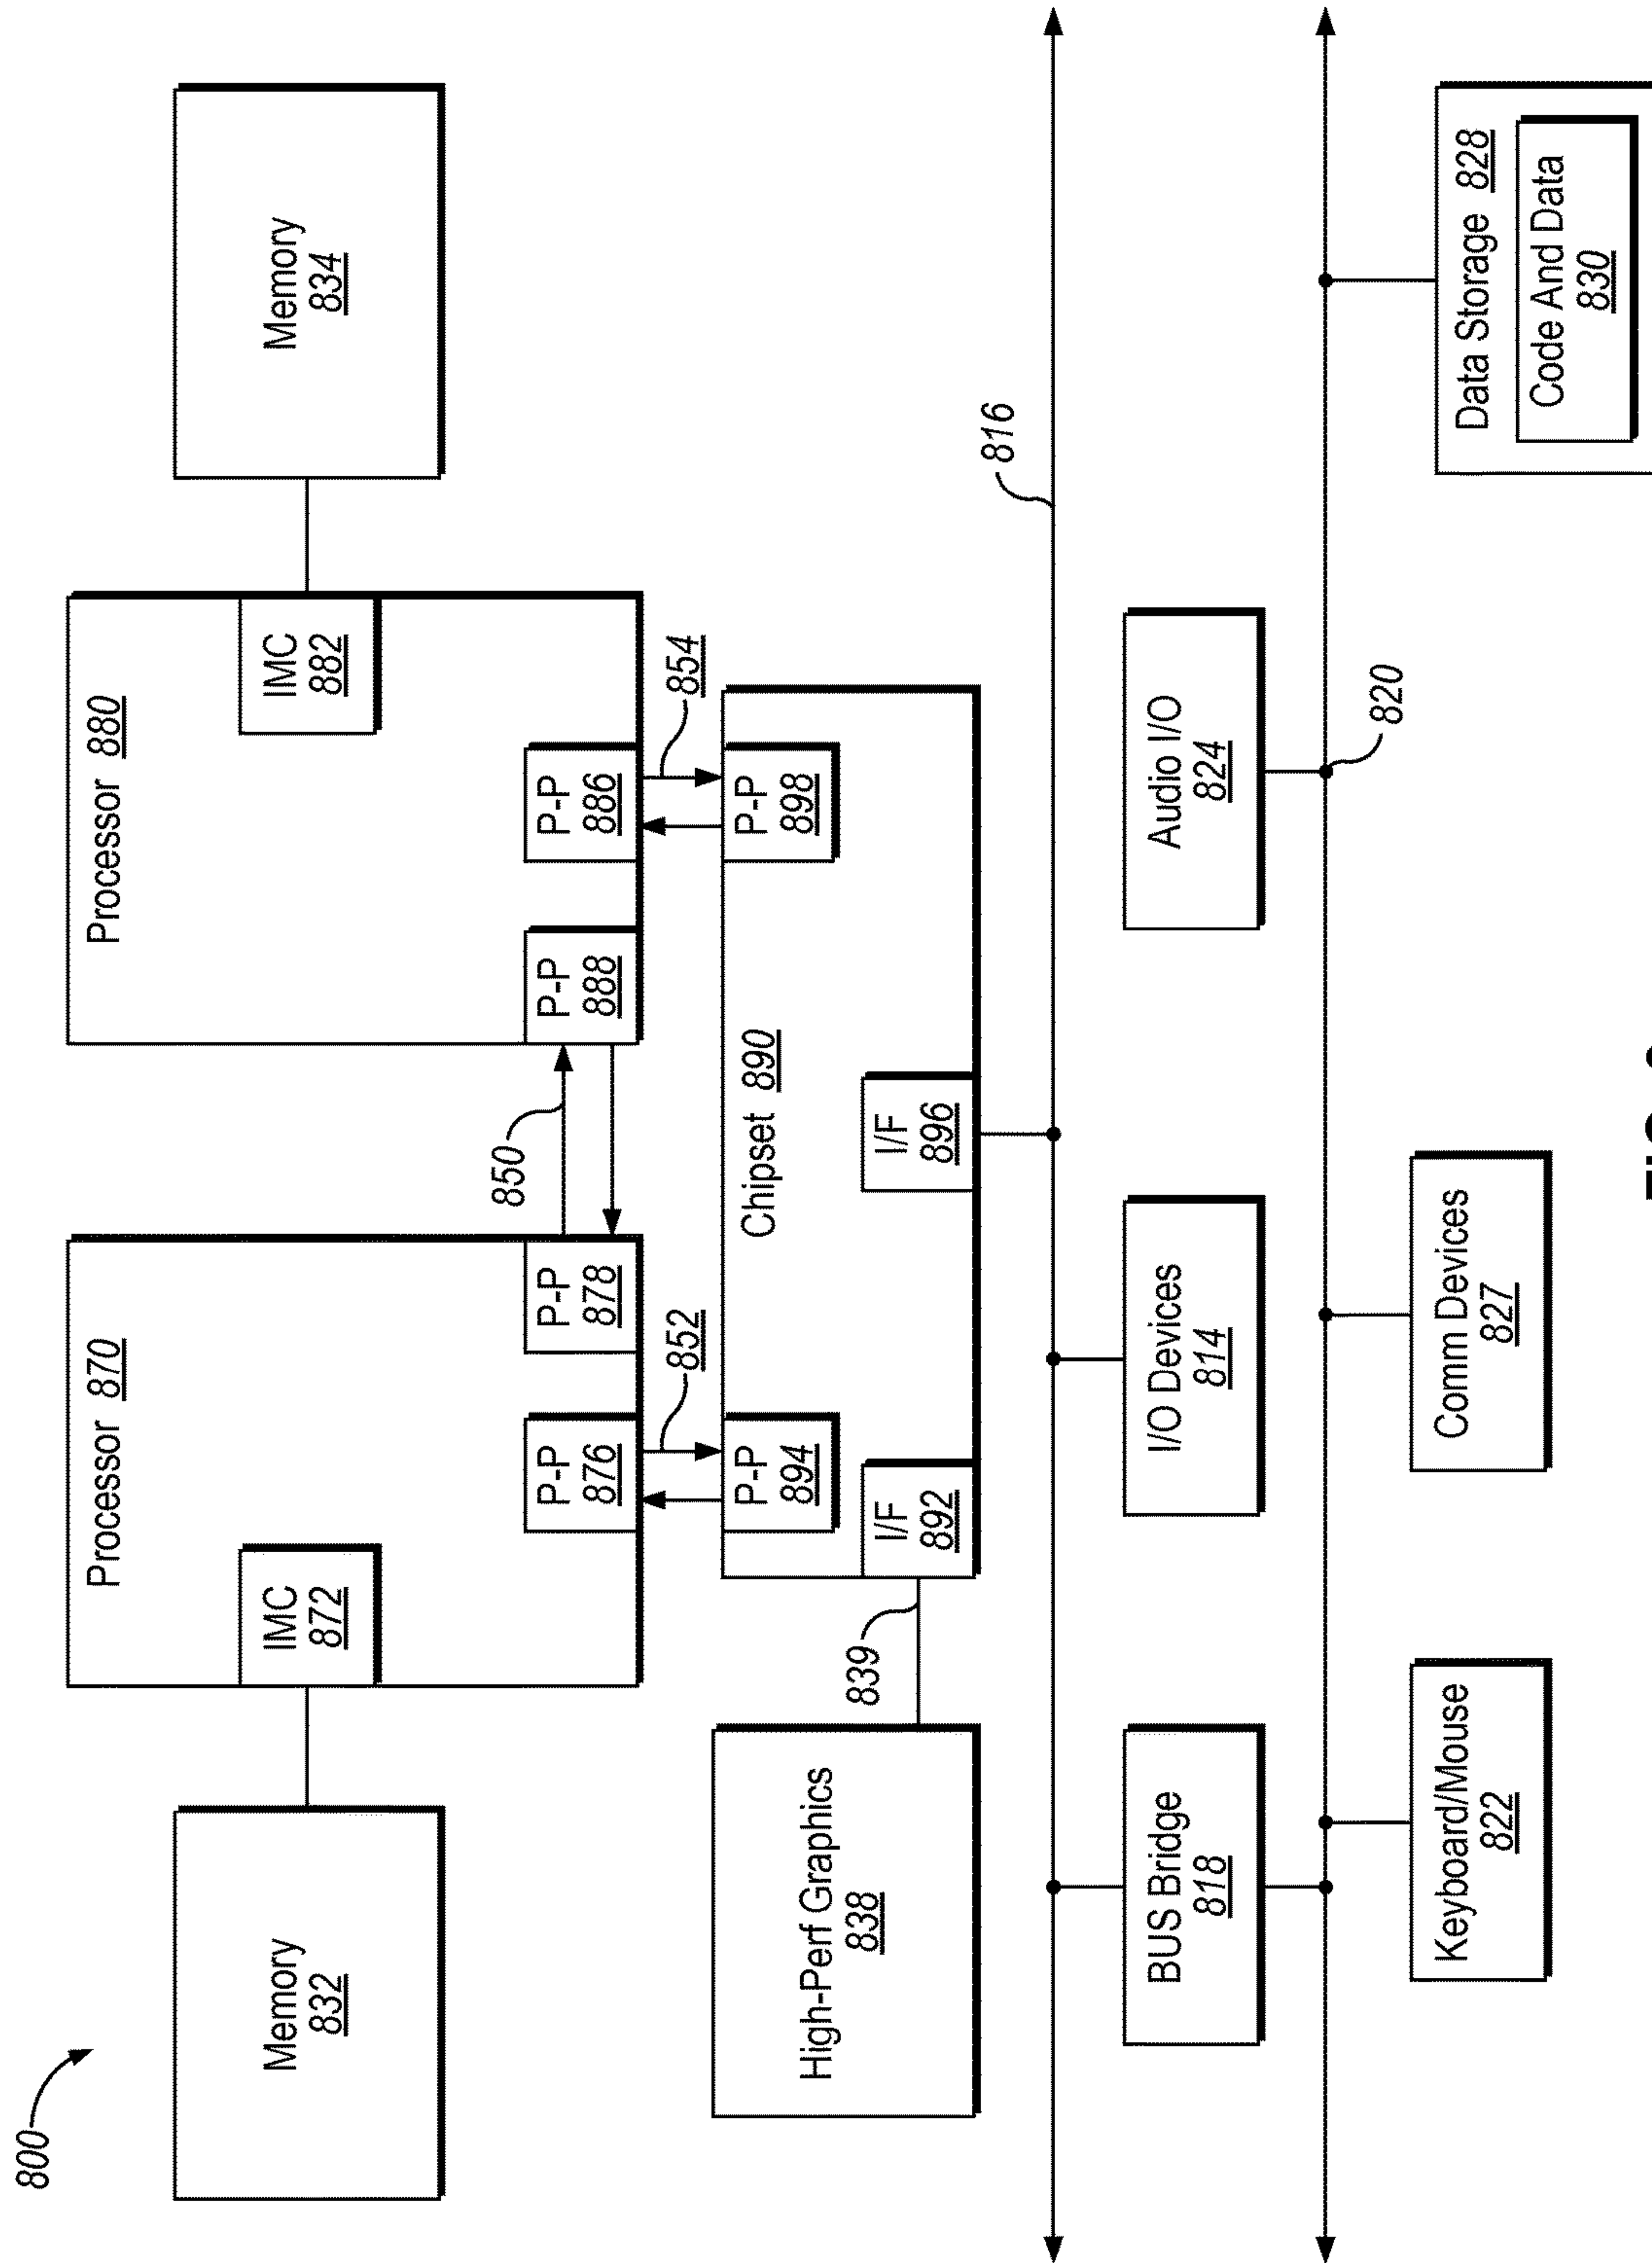 800
Memory
832
Processor 870
IMC
872
P-P
876
P-P
878
850
Processor 880
IMC
882
P-P
888
P-P
886
Memory
834
852
854
High-Perf Graphics
838
839
P-P
894
Chipset 890
P-P
898
I/F
892
I/F
896
816
BUS Bridge
818
I/O Devices
814
Audio I/O
824
820
Keyboard/Mouse
822
Comm Devices
827
Data Storage 828
Code And Data
830